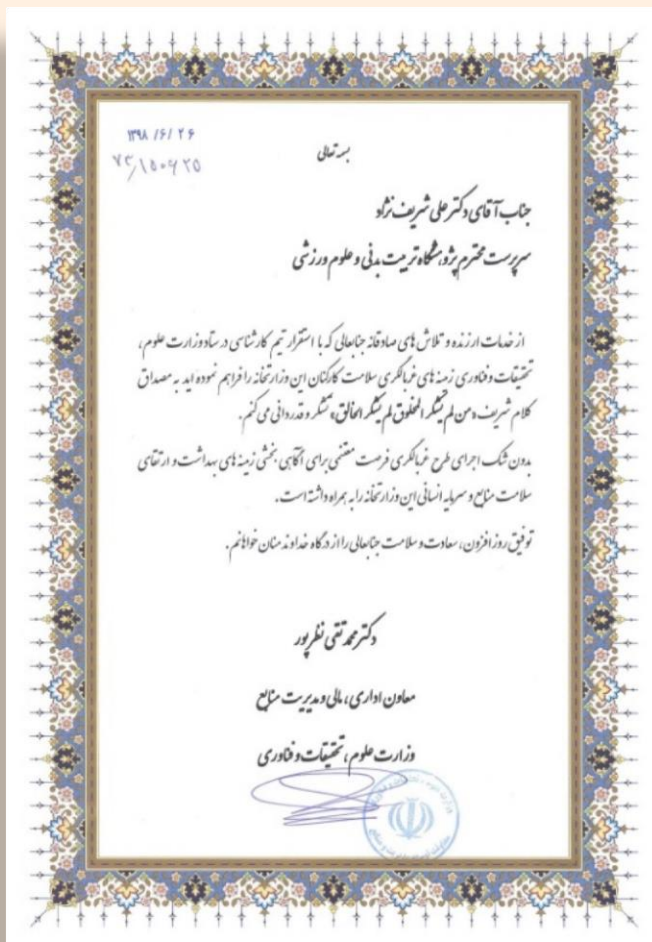 ۱۳۹۸ /۶/ ۲۶
۷۳/۱۵۰۶۲۵
بسمه تعالی
جناب آقای دکتر علی شریف نژاد
سرپرست محترم پژوهشگاه تربیت بدنی و علوم ورزشی
از خدمات ارزنده و تلاش های صادقانه جنابعالی که با استقرار تیم کارشناسی در ستاد وزارت علوم،
تحقیقات و فناوری زمینه های غربالگری سلامت کارکنان این وزارتخانه را فراهم نموده اید به مصداق
کلام شریف «من لم یشکر المخلوق لم یشکر الخالق» تشکر و قدردانی می کنم.
بدون شک اجرای طرح غربالگری فرصت مغتنمی برای آگاهی بخشی زمینه های بهداشت و ارتقای
سلامت منابع و سرمایه انسانی این وزارتخانه را به همراه داشته است.
توفیق روز افزون، سعادت و سلامت جنابعالی را از درگاه خداوند منان خواهانم.
دکتر محمد تقی نظرپور
معاون اداری، مالی و مدیریت منابع
وزارت علوم، تحقیقات و فناوری